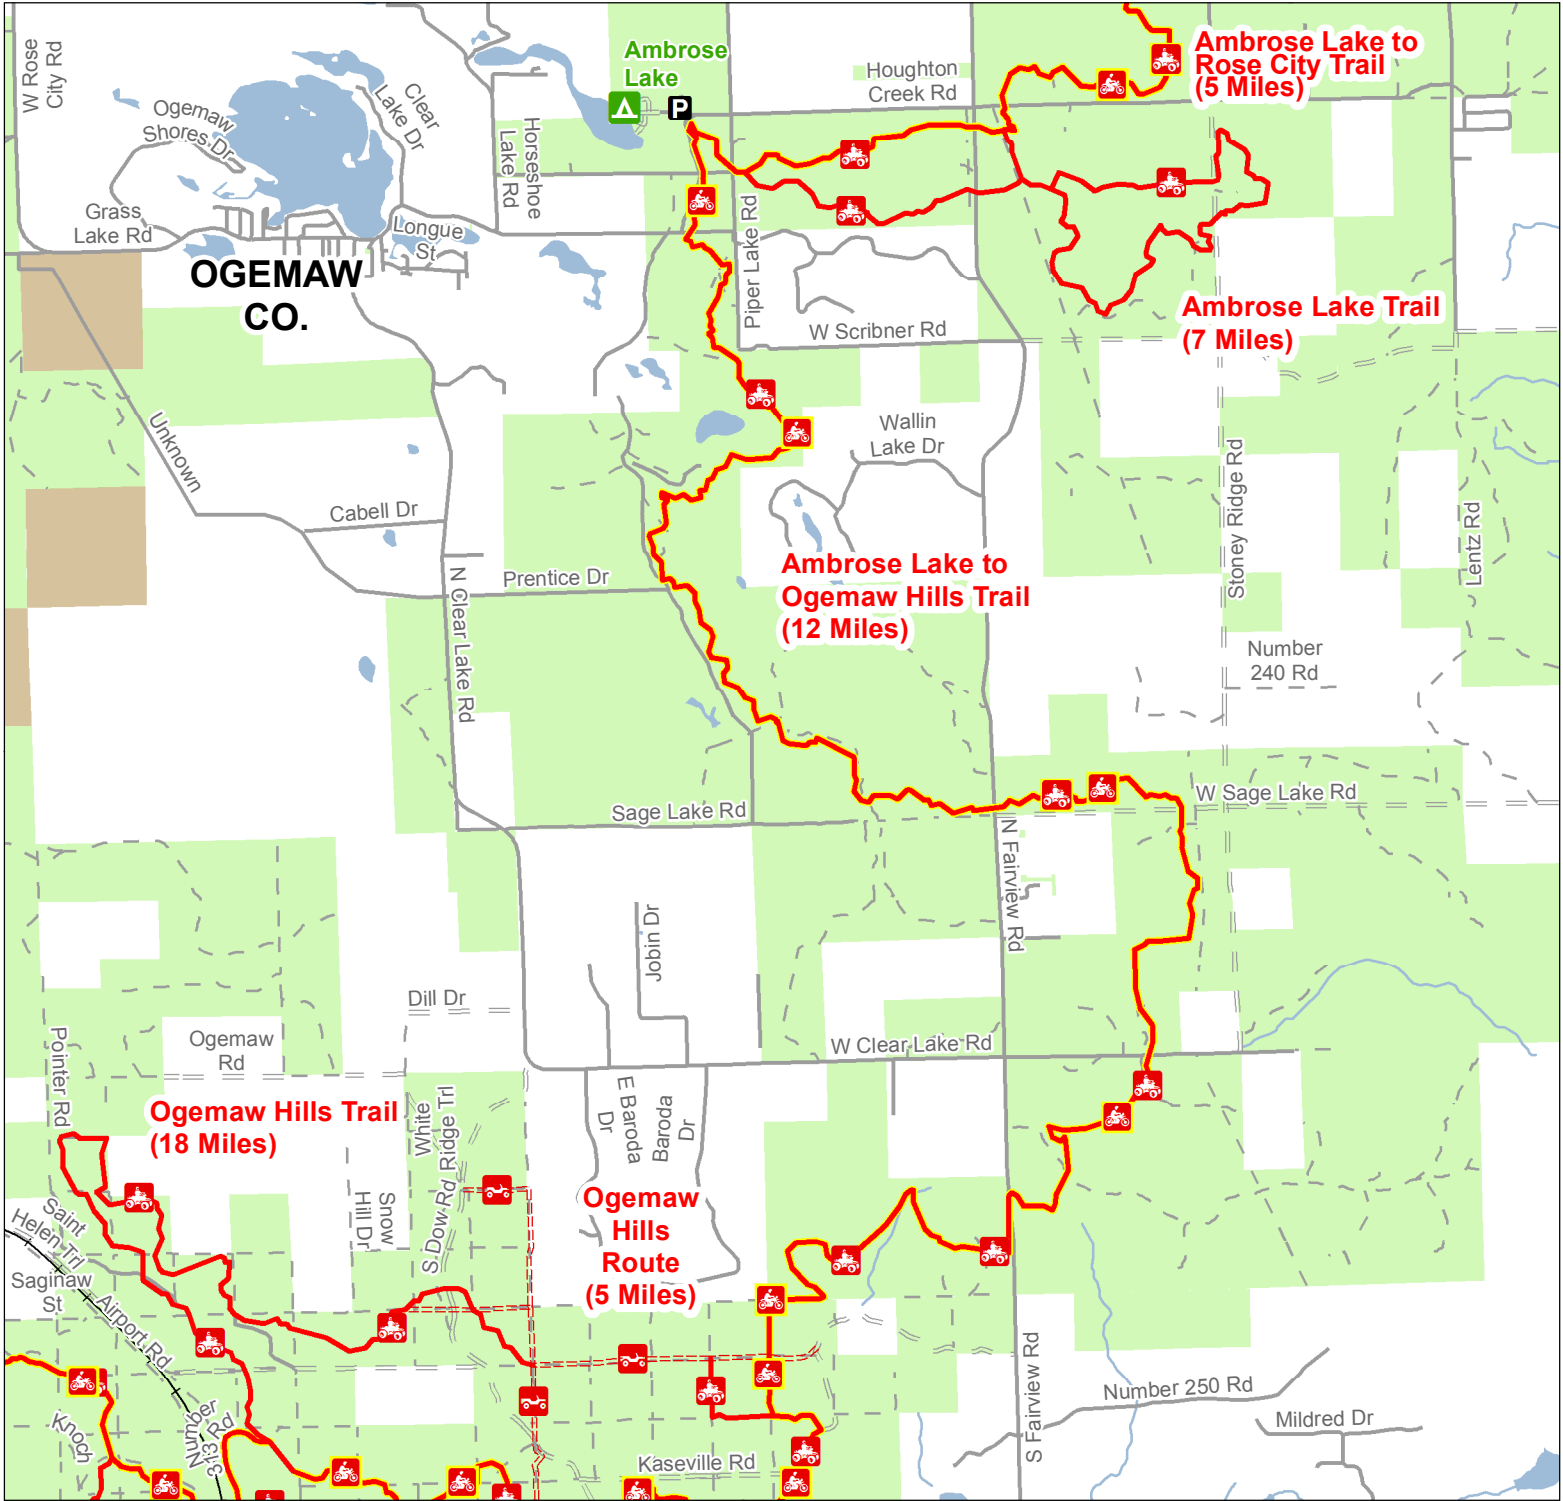 W Rose
City Rd
Ogemaw
Shores Dr
Clear
Lake Dr
Ambrose
Lake
P
Houghton
Creek Rd
Ambrose Lake to
Rose City Trail
(5 Miles)
Horseshoe
Lake Rd
Grass
Lake Rd
Longue
St
OGEMAW
CO.
Piper Lake Rd
W Scribner Rd
Ambrose Lake Trail
(7 Miles)
Unknown
Wallin
Lake Dr
Cabell Dr
Stoney Ridge Rd
Lentz Rd
Prentice Dr
N Clear Lake Rd
Ambrose Lake to
Ogemaw Hills Trail
(12 Miles)
Number
240 Rd
Sage Lake Rd
W Sage Lake Rd
N Fairview Rd
Jobin Dr
Dill Dr
Ogemaw
Rd
W Clear Lake Rd
Pointer Rd
Ogemaw Hills Trail
(18 Miles)
White
Ridge Trl
E Baroda
Dr
Baroda
Dr
Snow
Hill Dr
S Dow Rd
Ogemaw
Hills
Route
(5 Miles)
Saint
Helen Trl
Saginaw
St
Airport Rd
S Fairview Rd
Number 250 Rd
Mildred Dr
Knoch
Number
313 Rd
Kaseville Rd